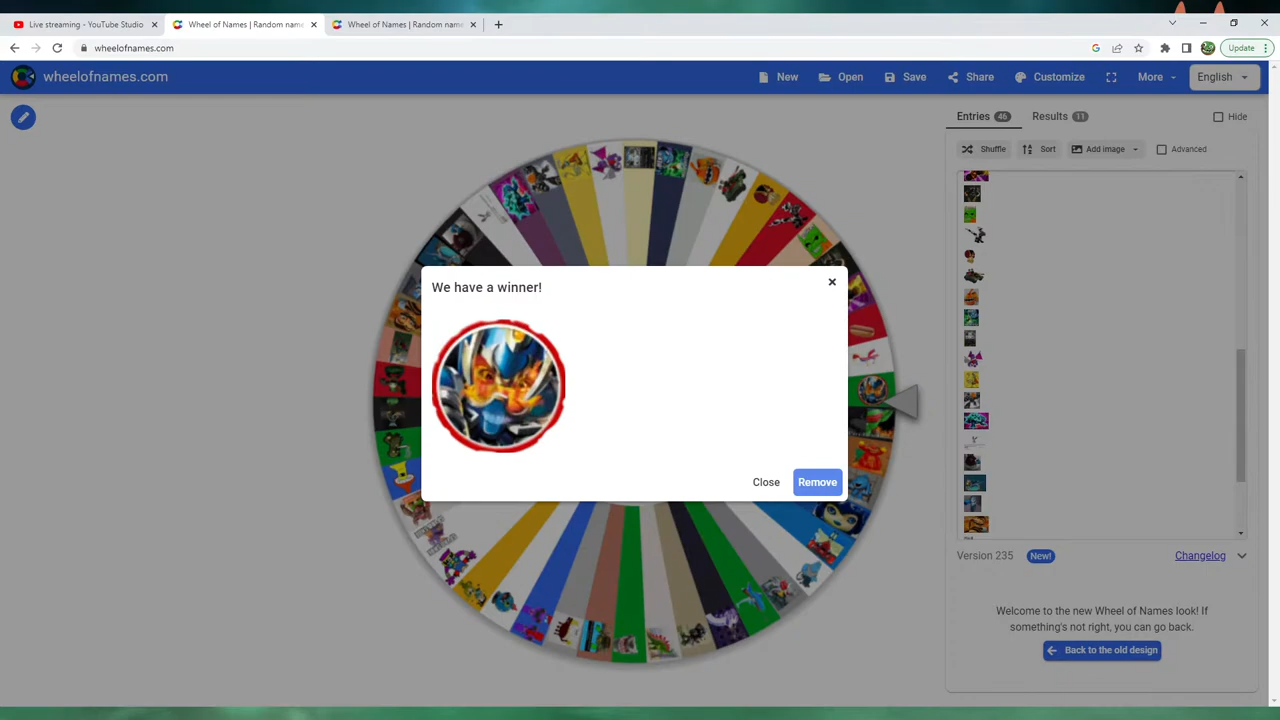 Live streaming - YouTube Studio
Wheel of Names | Random name
Wheel of Names | Random name
wheelofnames.com
Update
wheelofnames.com
New
Open
Save
Share
Customize
More
English
Entries 46
Results 11
Hide
Shuffle
Sort
Add image
Advanced
We have a winner!
Close
Remove
Version 235
New!
Changelog
Welcome to the new Wheel of Names look! If
something's not right, you can go back.
Back to the old design